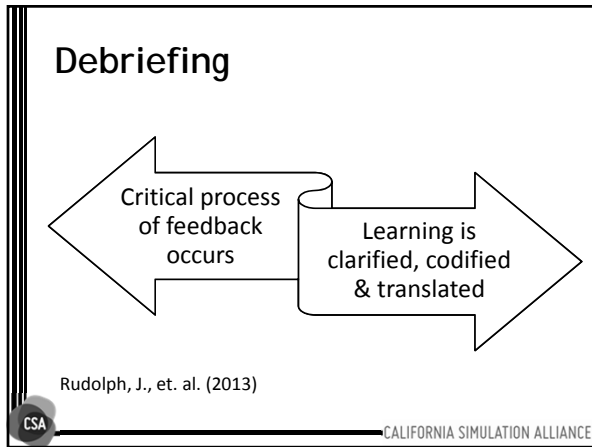 Debriefing
Critical process
of feedback
occurs
Learning is
clarified, codified
& translated
Rudolph, J., et. al. (2013)
CSA
CALIFORNIA SIMULATION ALLIANCE